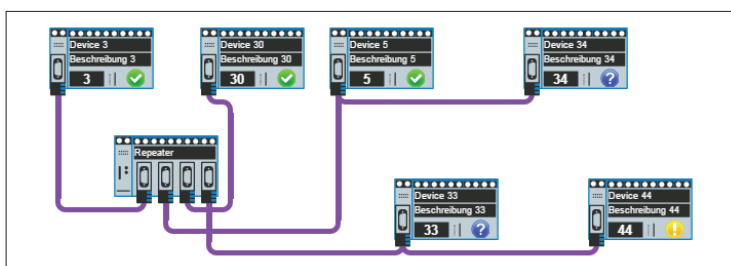 Device 3
Beschreibung 3
3
Device 30
Beschreibung 30
30
Device 5
Beschreibung 5
5
Device 34
Beschreibung 34
34
?
Repeater
Device 33
Beschreibung 33
33
?
Device 44
Beschreibung 44
44
!